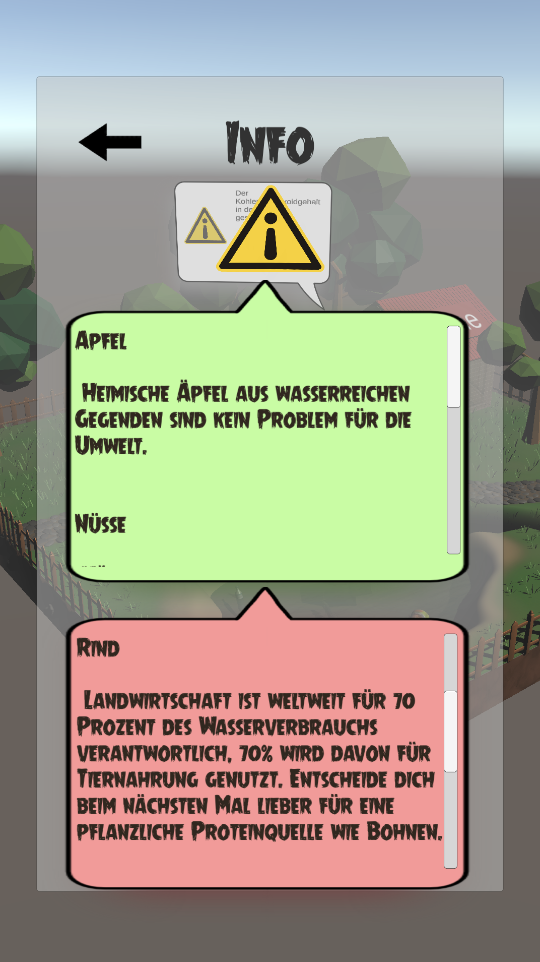 INFO
Der
in de
APFEL
HEIMISCHE ÄPFEL AUS WASSERREICHEN
GEGENDEN SIND KEIN PROBLEM FÜR DIE
UMWELT.
NÜSSE
RIND
LANDWIRTSCHAFT IST WELTWEIT FÜR 70
PROZENT DES WASSERVERBRAUCHS
VERANTWORTLICH, 70% WIRD DAVON FÜR
TIERNAHRUNG GENUTZT. ENTSCHEIDE DICH
BEIM NÄCHSTEN MAL LIEBER FÜR EINE
PFLANZLICHE PROTEINQUELLE WIE BOHNEN.